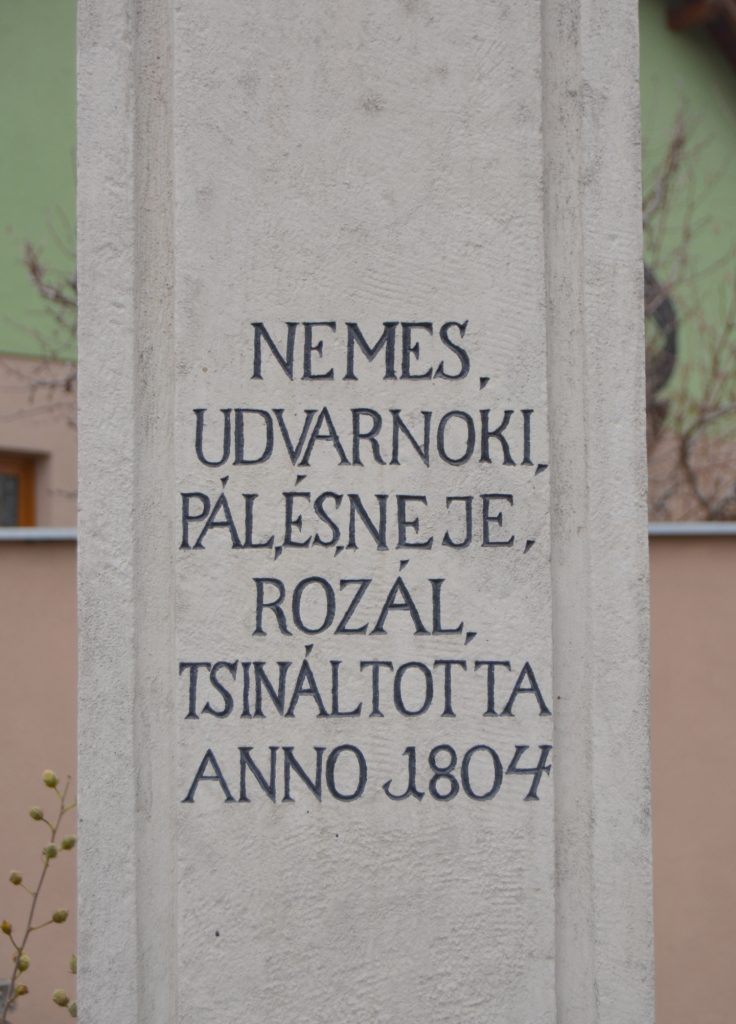 NEMES,
UDVARNOKI,
PÁL,ÉS,NEJE,
ROZÁL,
TSINÁLTOTTA
ANNO 1804